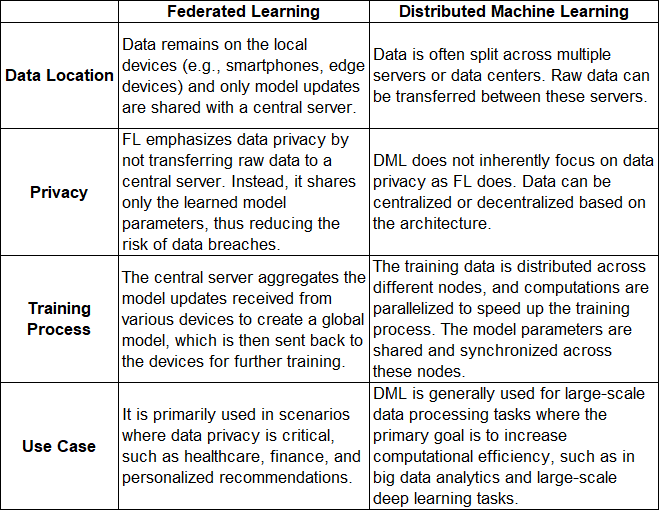 Federated Learning
Distributed Machine Learning
Data Location
Data remains on the local
devices (e.g., smartphones, edge
devices) and only model updates
are shared with a central server.
Data is often split across multiple
servers or data centers. Raw data can
be transferred between these servers.
Privacy
FL emphasizes data privacy by
not transferring raw data to a
central server. Instead, it shares
only the learned model
parameters, thus reducing the
risk of data breaches.
DML does not inherently focus on data
privacy as FL does. Data can be
centralized or decentralized based on
the architecture.
Training
Process
The central server aggregates the
model updates received from
various devices to create a global
model, which is then sent back to
the devices for further training.
The training data is distributed across
different nodes, and computations are
parallelized to speed up the training
process. The model parameters are
shared and synchronized across
these nodes.
Use Case
It is primarily used in scenarios
where data privacy is critical,
such as healthcare, finance, and
personalized recommendations.
DML is generally used for large-scale
data processing tasks where the
primary goal is to increase
computational efficiency, such as in
big data analytics and large-scale
deep learning tasks.